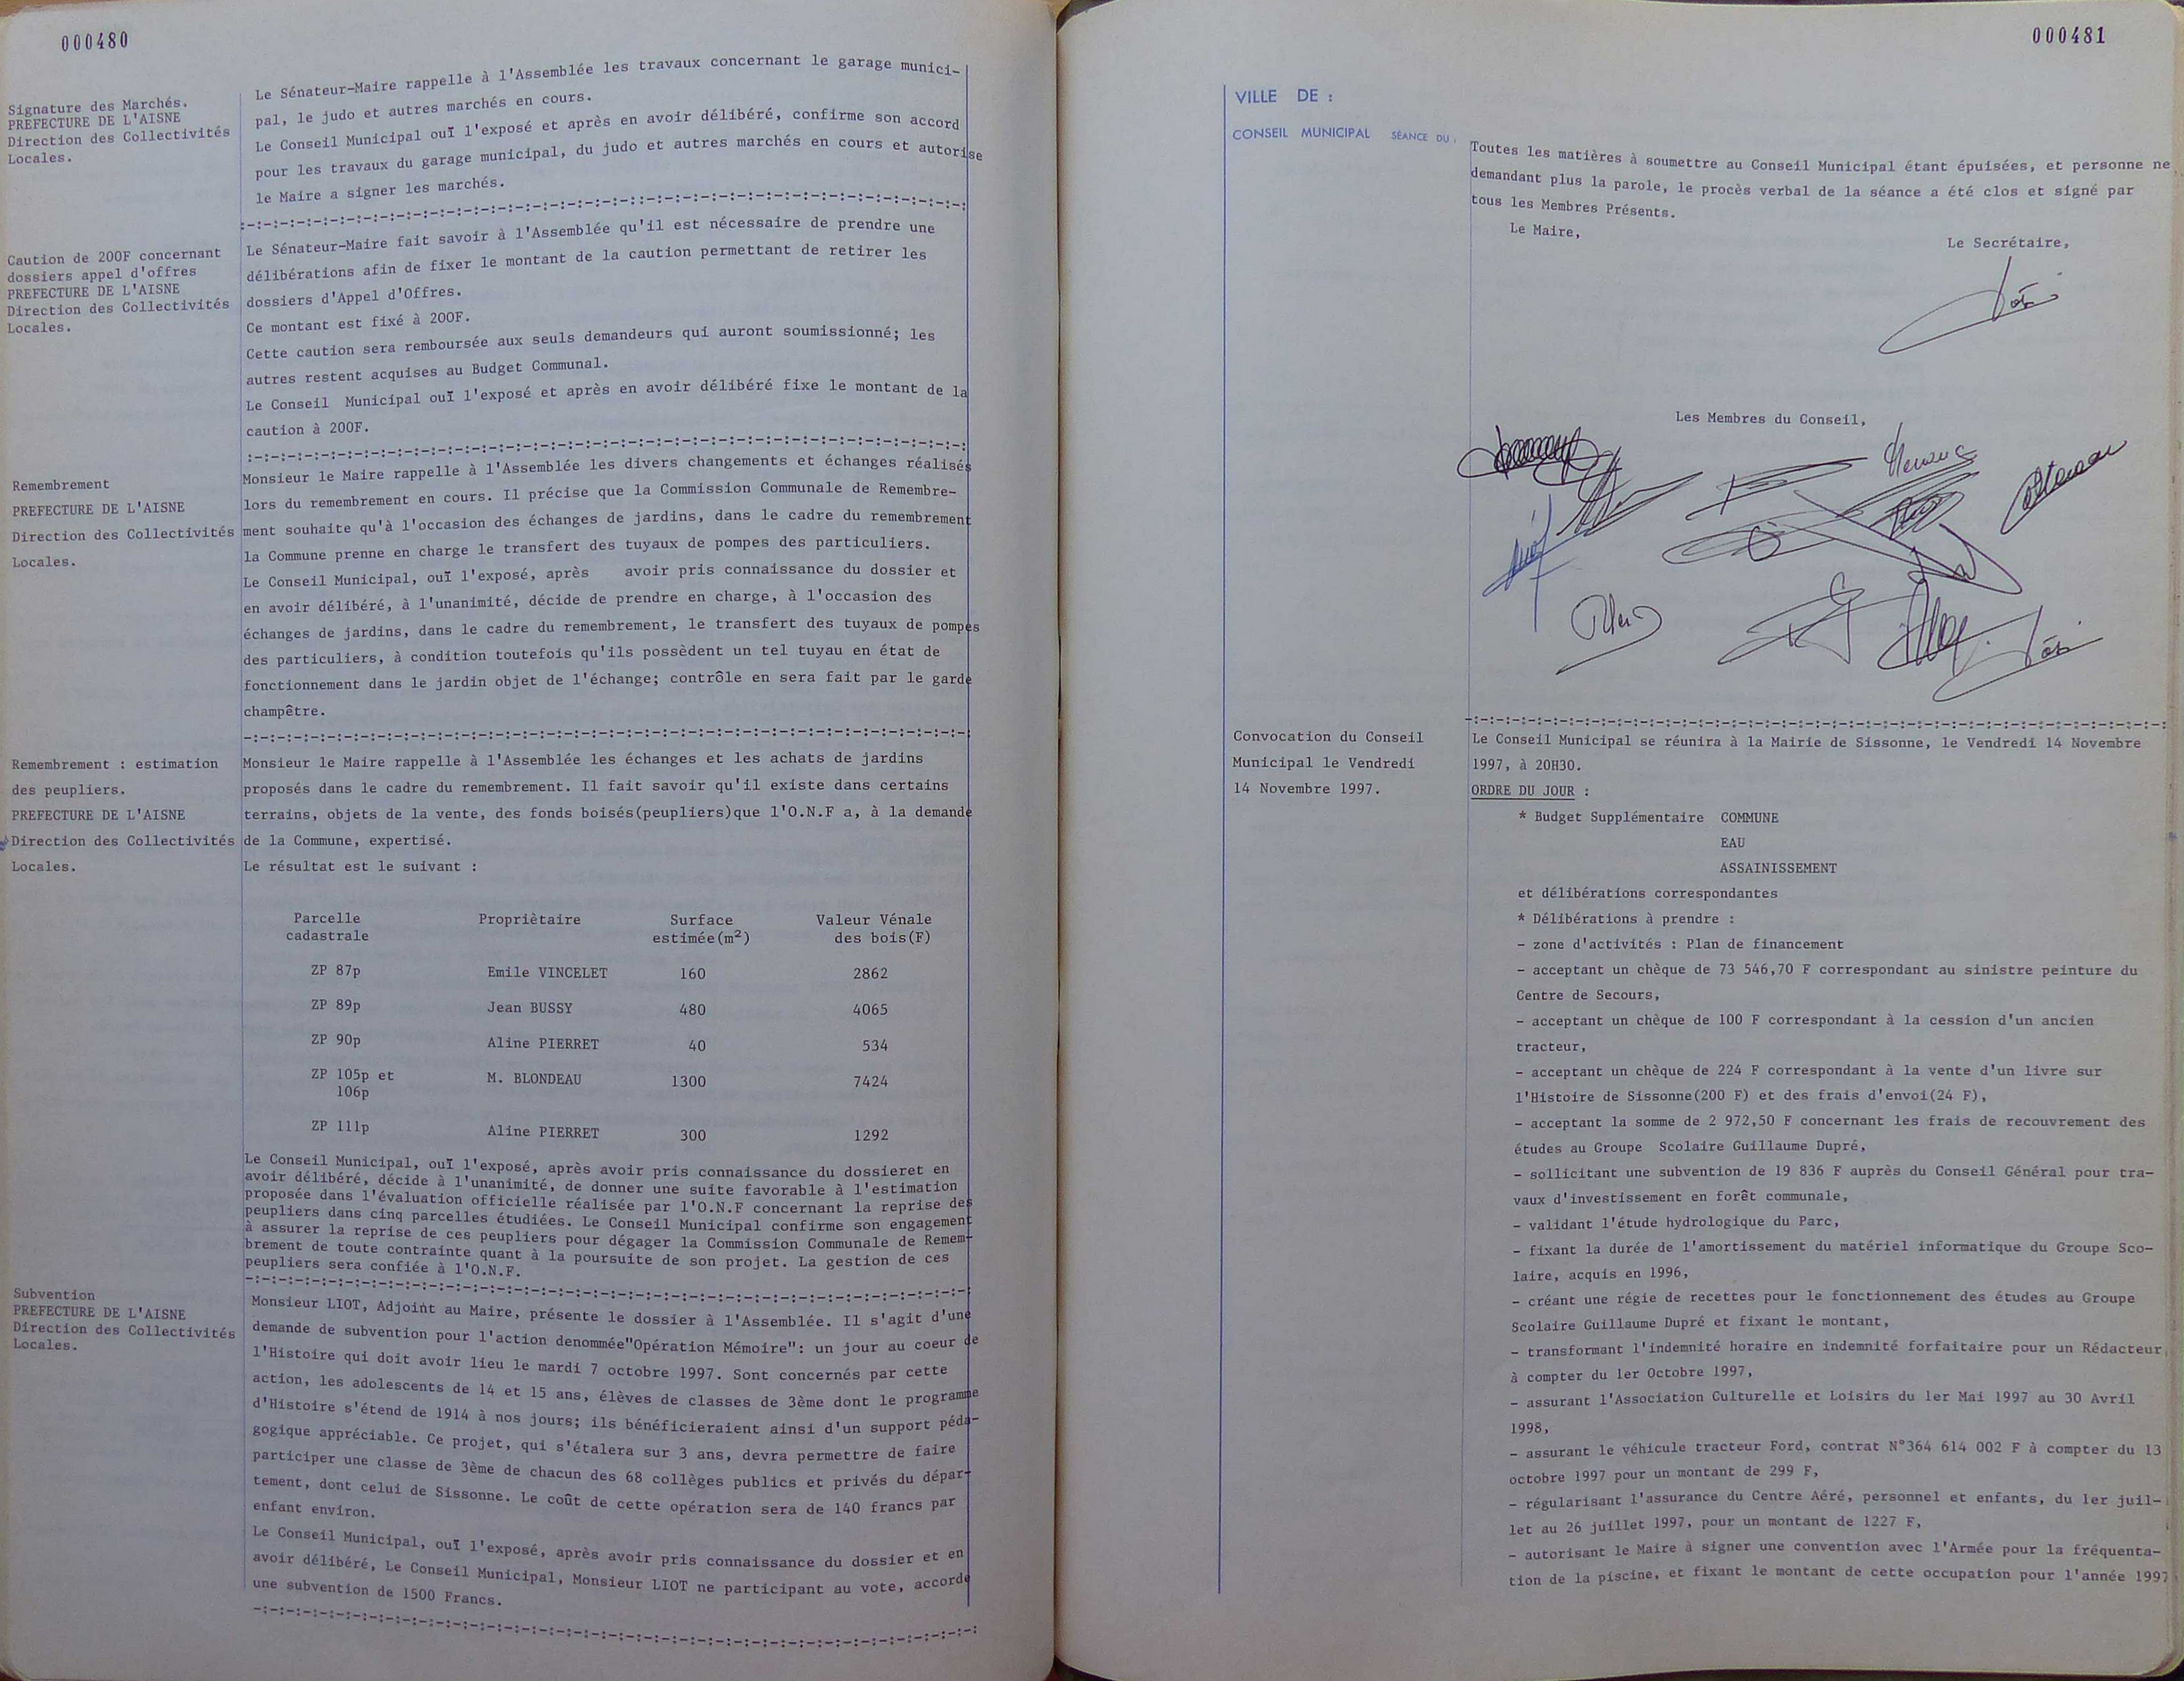 000480
Signature des Marchés.
PREFECTURE DE L'AISNE
Direction des Collectivités
Locales.
Le Sénateur-Maire rappelle à l'Assemblée les travaux concernant le garage munici-
pal, le judo et autres marchés en cours.
Le Conseil Municipal ouï l'exposé et après en avoir délibéré, confirme son accord
pour les travaux du garage municipal, du judo et autres marchés en cours et autorise
le Maire a signer les marchés.
Caution de 200F concernant
dossiers appel d'offres
PREFECTURE DE L'AISNE
Direction des Collectivités
Locales.
Le Sénateur-Maire fait savoir à l'Assemblée qu'il est nécessaire de prendre une
délibérations afin de fixer le montant de la caution permettant de retirer les
dossiers d'Appel d'Offres.
Ce montant est fixé à 200F.
Cette caution sera remboursée aux seuls demandeurs qui auront soumissionné; les
autres restent acquises au Budget Communal.
Le Conseil Municipal ouï l'exposé et après en avoir délibéré fixe le montant de la
caution à 200F.
Remembrement
PREFECTURE DE L'AISNE
Direction des Collectivités
Locales.
Monsieur le Maire rappelle à l'Assemblée les divers changements et échanges réalisés
lors du remembrement en cours. Il précise que la Commission Communale de Remembre-
ment souhaite qu'à l'occasion des échanges de jardins, dans le cadre du remembrement
la Commune prenne en charge le transfert des tuyaux de pompes des particuliers.
Le Conseil Municipal, ouï l'exposé, après avoir pris connaissance du dossier et
en avoir délibéré, à l'unanimité, décide de prendre en charge, à l'occasion des
échanges de jardins, dans le cadre du remembrement, le transfert des tuyaux de pompes
des particuliers, à condition toutefois qu'ils possèdent un tel tuyau en état de
fonctionnement dans le jardin objet de l'échange; contrôle en sera fait par le garde
champêtre.
Remembrement : estimation
des peupliers.
PREFECTURE DE L'AISNE
Direction des Collectivités
Locales.
Monsieur le Maire rappelle à l'Assemblée les échanges et les achats de jardins
proposés dans le cadre du remembrement. Il fait savoir qu'il existe dans certains
terrains, objets de la vente, des fonds boisés(peupliers)que l'O.N.F a, à la demande
de la Commune, expertisé.
Le résultat est le suivant :
Parcelle Propriètaire Surface Valeur Vénale
cadastrale estimée(m²) des bois(F)
ZP 87p Emile VINCELET 160 2862
ZP 89p Jean BUSSY 480 4065
ZP 90p Aline PIERRET 40 534
ZP 105p et M. BLONDEAU 1300 7424
106p
ZP 111p Aline PIERRET 300 1292
Le Conseil Municipal, ouï l'exposé, après avoir pris connaissance du dossieret en
avoir délibéré, décide à l'unanimité, de donner une suite favorable à l'estimation
proposée dans l'évaluation officielle réalisée par l'O.N.F concernant la reprise des
peupliers dans cinq parcelles étudiées. Le Conseil Municipal confirme son engagement
à assurer la reprise de ces peupliers pour dégager la Commission Communale de Remem-
brement de toute contrainte quant à la poursuite de son projet. La gestion de ces
peupliers sera confiée à l'O.N.F.
Subvention
PREFECTURE DE L'AISNE
Direction des Collectivités
Locales.
Monsieur LIOT, Adjoint au Maire, présente le dossier à l'Assemblée. Il s'agit d'une
demande de subvention pour l'action denommée"Opération Mémoire": un jour au coeur de
l'Histoire qui doit avoir lieu le mardi 7 octobre 1997. Sont concernés par cette
action, les adolescents de 14 et 15 ans, élèves de classes de 3ème dont le programme
d'Histoire s'étend de 1914 à nos jours; ils bénéficieraient ainsi d'un support péda-
gogique appréciable. Ce projet, qui s'étalera sur 3 ans, devra permettre de faire
participer une classe de 3ème de chacun des 68 collèges publics et privés du dépar-
tement, dont celui de Sissonne. Le coût de cette opération sera de 140 francs par
enfant environ.
Le Conseil Municipal, ouï l'exposé, après avoir pris connaissance du dossier et en
avoir délibéré, Le Conseil Municipal, Monsieur LIOT ne participant au vote, accorde
une subvention de 1500 Francs.
000481
VILLE DE :
CONSEIL MUNICIPAL SÉANCE DU :
Toutes les matières à soumettre au Conseil Municipal étant épuisées, et personne ne
demandant plus la parole, le procès verbal de la séance a été clos et signé par
tous les Membres Présents.
Le Maire,
Le Secrétaire,
Les Membres du Conseil,
Convocation du Conseil
Municipal le Vendredi
14 Novembre 1997.
Le Conseil Municipal se réunira à la Mairie de Sissonne, le Vendredi 14 Novembre
1997, à 20H30.
ORDRE DU JOUR :
* Budget Supplémentaire COMMUNE
EAU
ASSAINISSEMENT
et délibérations correspondantes
* Délibérations à prendre :
- zone d'activités : Plan de financement
- acceptant un chèque de 73 546,70 F correspondant au sinistre peinture du
Centre de Secours,
- acceptant un chèque de 100 F correspondant à la cession d'un ancien
tracteur,
- acceptant un chèque de 224 F correspondant à la vente d'un livre sur
l'Histoire de Sissonne(200 F) et des frais d'envoi(24 F),
- acceptant la somme de 2 972,50 F concernant les frais de recouvrement des
études au Groupe Scolaire Guillaume Dupré,
- sollicitant une subvention de 19 836 F auprès du Conseil Général pour tra-
vaux d'investissement en forêt communale,
- validant l'étude hydrologique du Parc,
- fixant la durée de l'amortissement du matériel informatique du Groupe Sco-
laire, acquis en 1996,
- créant une régie de recettes pour le fonctionnement des études au Groupe
Scolaire Guillaume Dupré et fixant le montant,
- transformant l'indemnité horaire en indemnité forfaitaire pour un Rédacteur,
à compter du 1er Octobre 1997,
- assurant l'Association Culturelle et Loisirs du 1er Mai 1997 au 30 Avril
1998,
- assurant le véhicule tracteur Ford, contrat N°364 614 002 F à compter du 13
octobre 1997 pour un montant de 299 F,
- régularisant l'assurance du Centre Aéré, personnel et enfants, du 1er juil-
let au 26 juillet 1997, pour un montant de 1227 F,
- autorisant le Maire à signer une convention avec l'Armée pour la fréquenta-
tion de la piscine, et fixant le montant de cette occupation pour l'année 1997